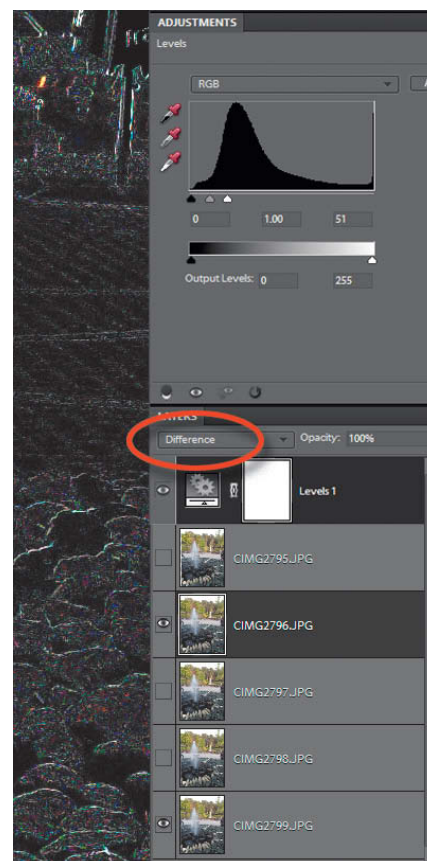 ADJUSTMENTS
Levels
RGB
0 1.00 51
Output Levels: 0 255
LAYERS
Difference Opacity: 100%
Levels 1
CIMG2795.JPG
CIMG2796.JPG
CIMG2797.JPG
CIMG2798.JPG
CIMG2799.JPG